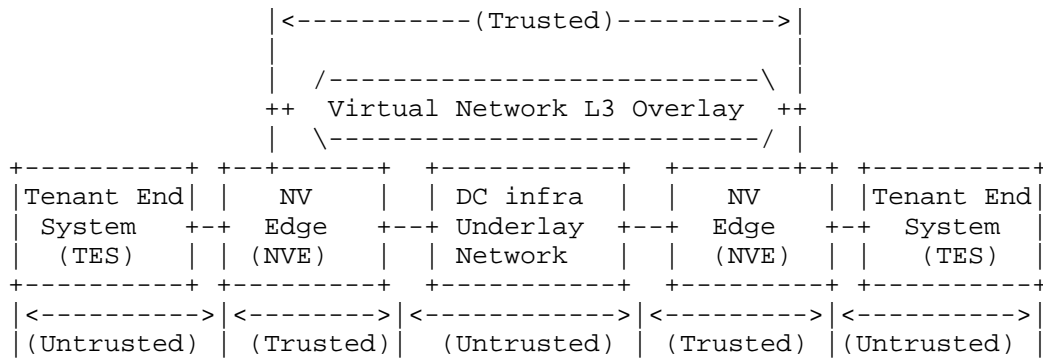 |<-----------(Trusted)---------->|
|                                |
|  /---------------------------\ |
++  Virtual Network L3 Overlay  ++
|  \---------------------------/ |
+----------+ +--+------+  +-----------+  +-------+-+ +----------+
|Tenant End| |   NV    |  | DC infra  |  |   NV    | |Tenant End|
|  System  +-+  Edge   +--+ Underlay  +--+  Edge   +-+  System  |
|   (TES)  | | (NVE)   |  | Network   |  |  (NVE)  | |   (TES)  |
+----------+ +---------+  +-----------+  +---------+ +----------+
|<---------->|<-------->|<------------>|<-------->|<---------->|
|(Untrusted) | (Trusted)|  (Untrusted) | (Trusted) |(Untrusted) |